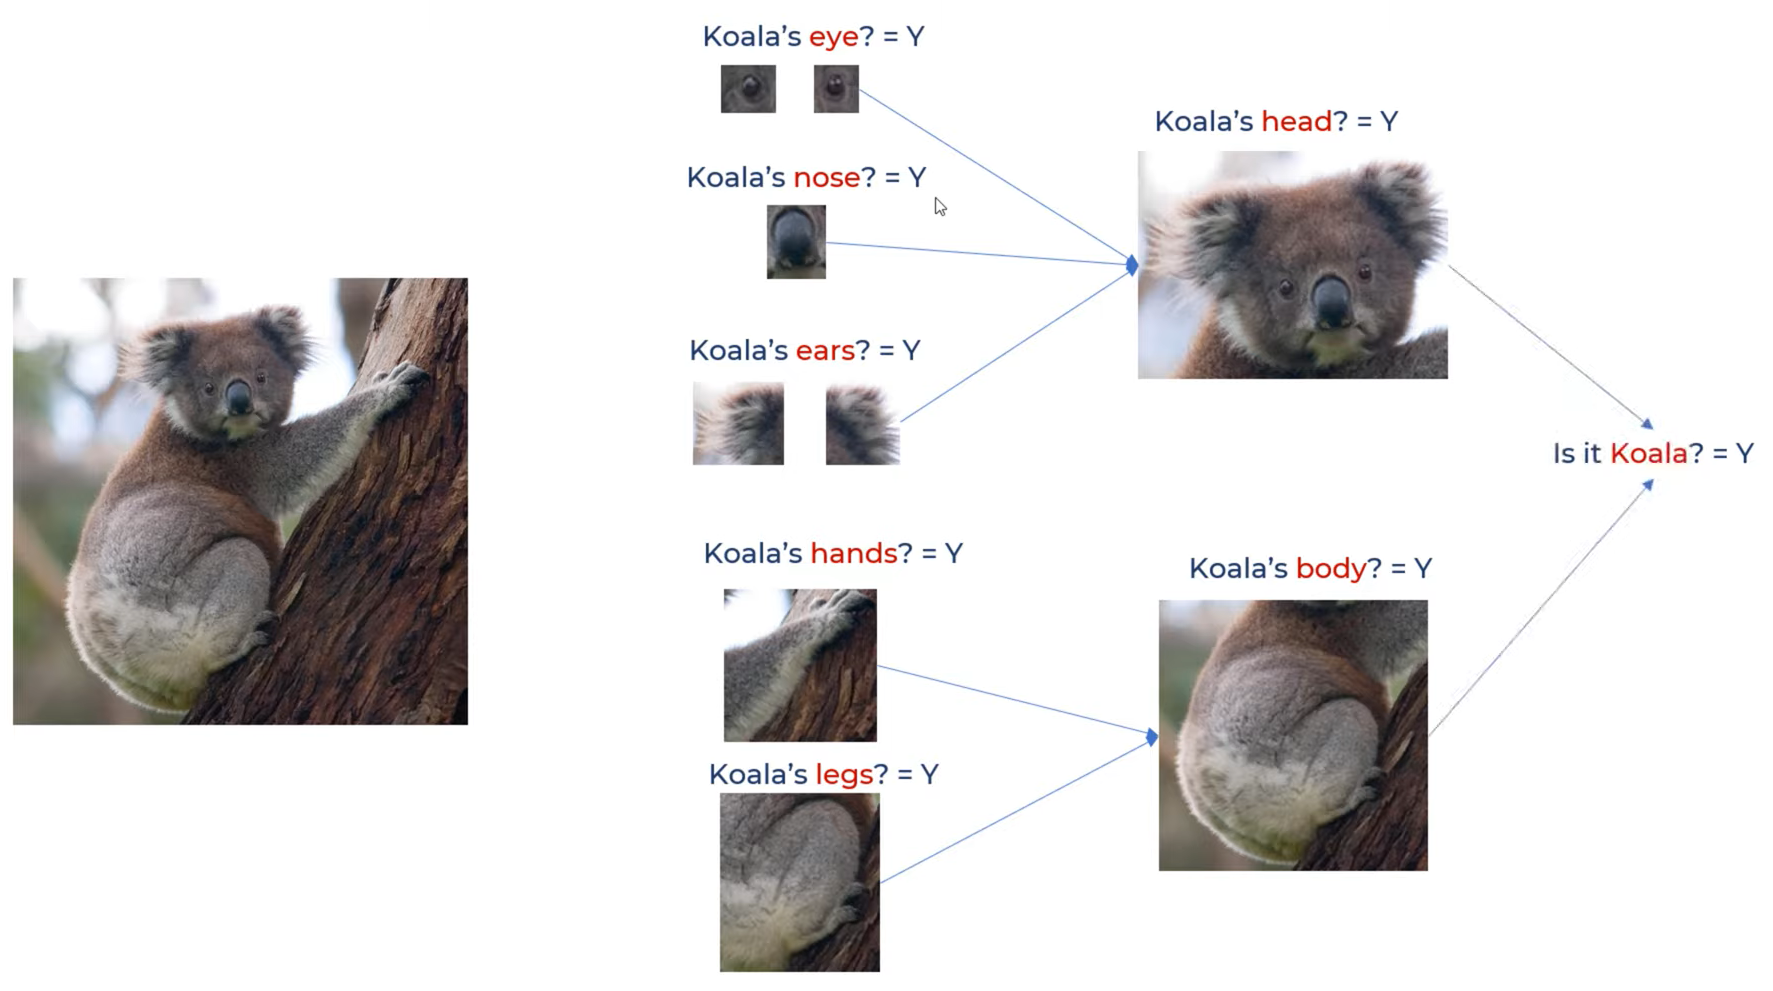 Koala's eye? = Y
Koala's nose? = Y
Koala's ears? = Y
Koala's hands? = Y
Koala's legs? = Y
Koala's head? = Y
Koala's body? = Y
Is it Koala? = Y